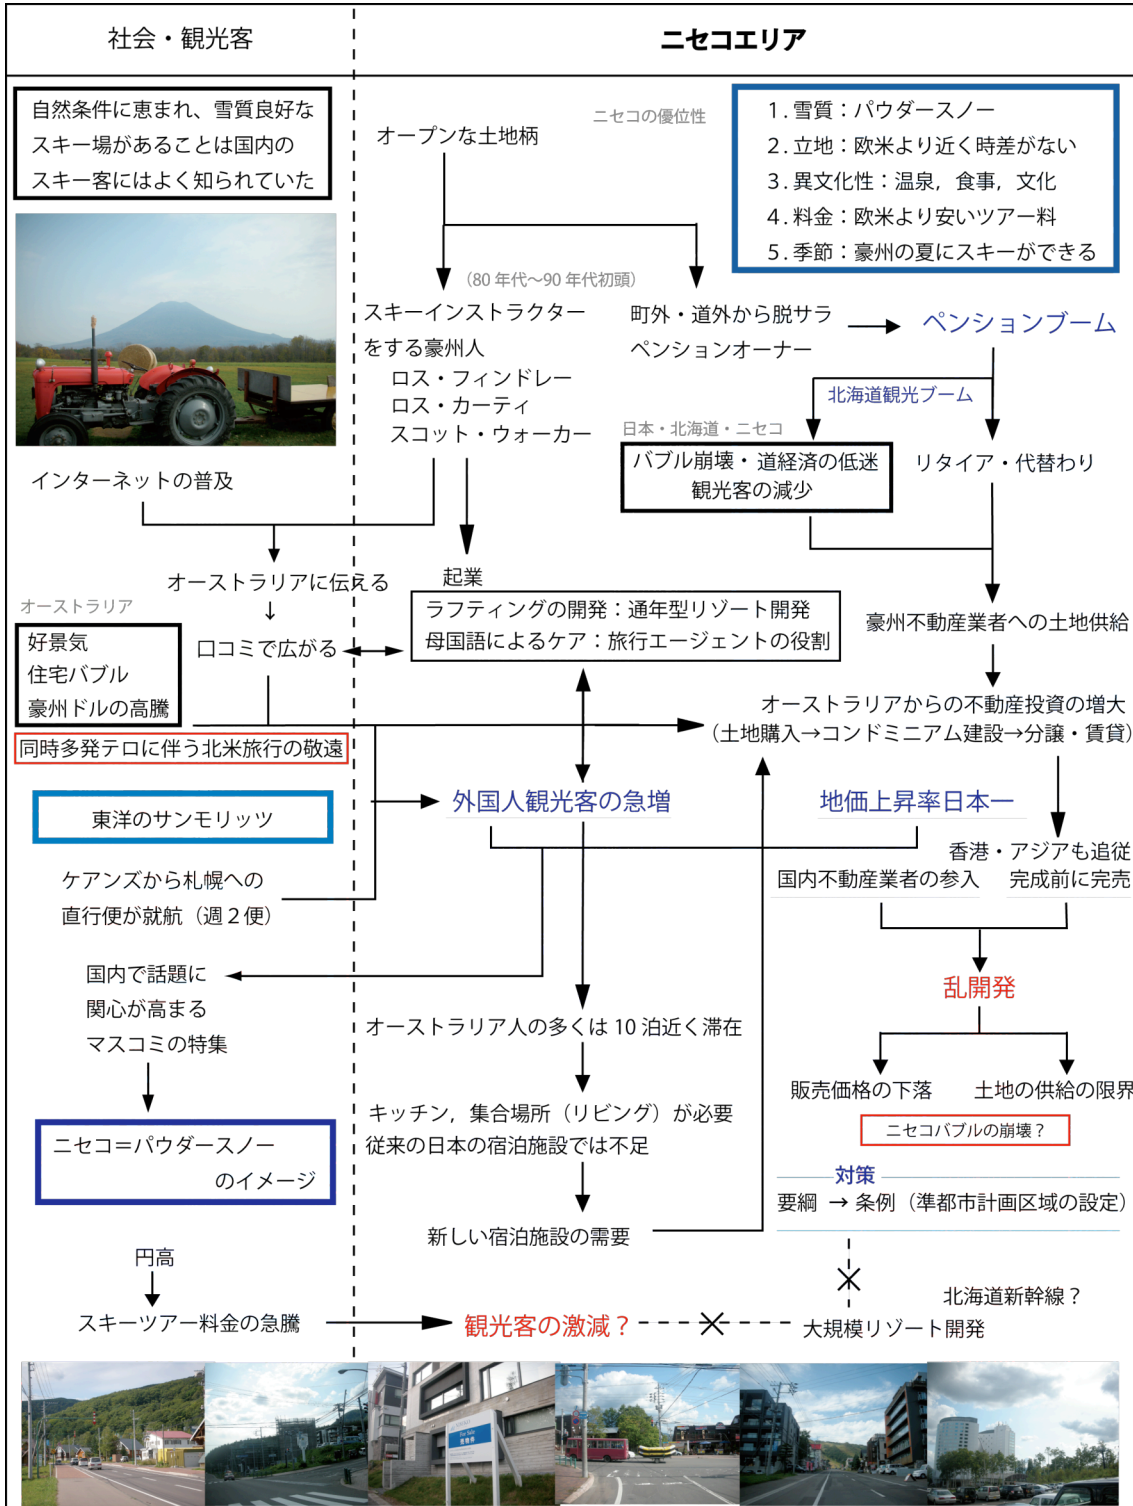 社会・観光客
ニセコエリア
自然条件に恵まれ、雪質良好な
スキー場があることは国内の
スキー客にはよく知られていた
オープンな土地柄
ニセコの優位性
1. 雪質：パウダースノー
2. 立地：欧米より近く時差がない
3. 異文化性：温泉，食事，文化
4. 料金：欧米より安いツアー料
5. 季節：豪州の夏にスキーができる
（80 年代〜90 年代初頭）
スキーインストラクター
をする豪州人
ロス・フィンドレー
ロス・カーティ
スコット・ウォーカー
町外・道外から脱サラ
ペンションオーナー
ペンションブーム
北海道観光ブーム
日本・北海道・ニセコ
バブル崩壊・道経済の低迷
観光客の減少
リタイア・代替わり
インターネットの普及
オーストラリアに伝える
↓
口コミで広がる
起業
ラフティングの開発：通年型リゾート開発
母国語によるケア：旅行エージェントの役割
豪州不動産業者への土地供給
オーストラリア
好景気
住宅バブル
豪州ドルの高騰
同時多発テロに伴う北米旅行の敬遠
オーストラリアからの不動産投資の増大
（土地購入→コンドミニアム建設→分譲・賃貸）
東洋のサンモリッツ
外国人観光客の急増
地価上昇率日本一
香港・アジアも追従
国内不動産業者の参入
完成前に完売
ケアンズから札幌への
直行便が就航（週２便）
国内で話題に
関心が高まる
マスコミの特集
乱開発
オーストラリア人の多くは 10 泊近く滞在
販売価格の下落
土地の供給の限界
ニセコバブルの崩壊？
キッチン，集合場所（リビング）が必要
従来の日本の宿泊施設では不足
ニセコ＝パウダースノー
のイメージ
対策
要綱 → 条例（準都市計画区域の設定）
新しい宿泊施設の需要
円高
スキーツアー料金の急騰
観光客の激減？
北海道新幹線？
大規模リゾート開発
For Sale